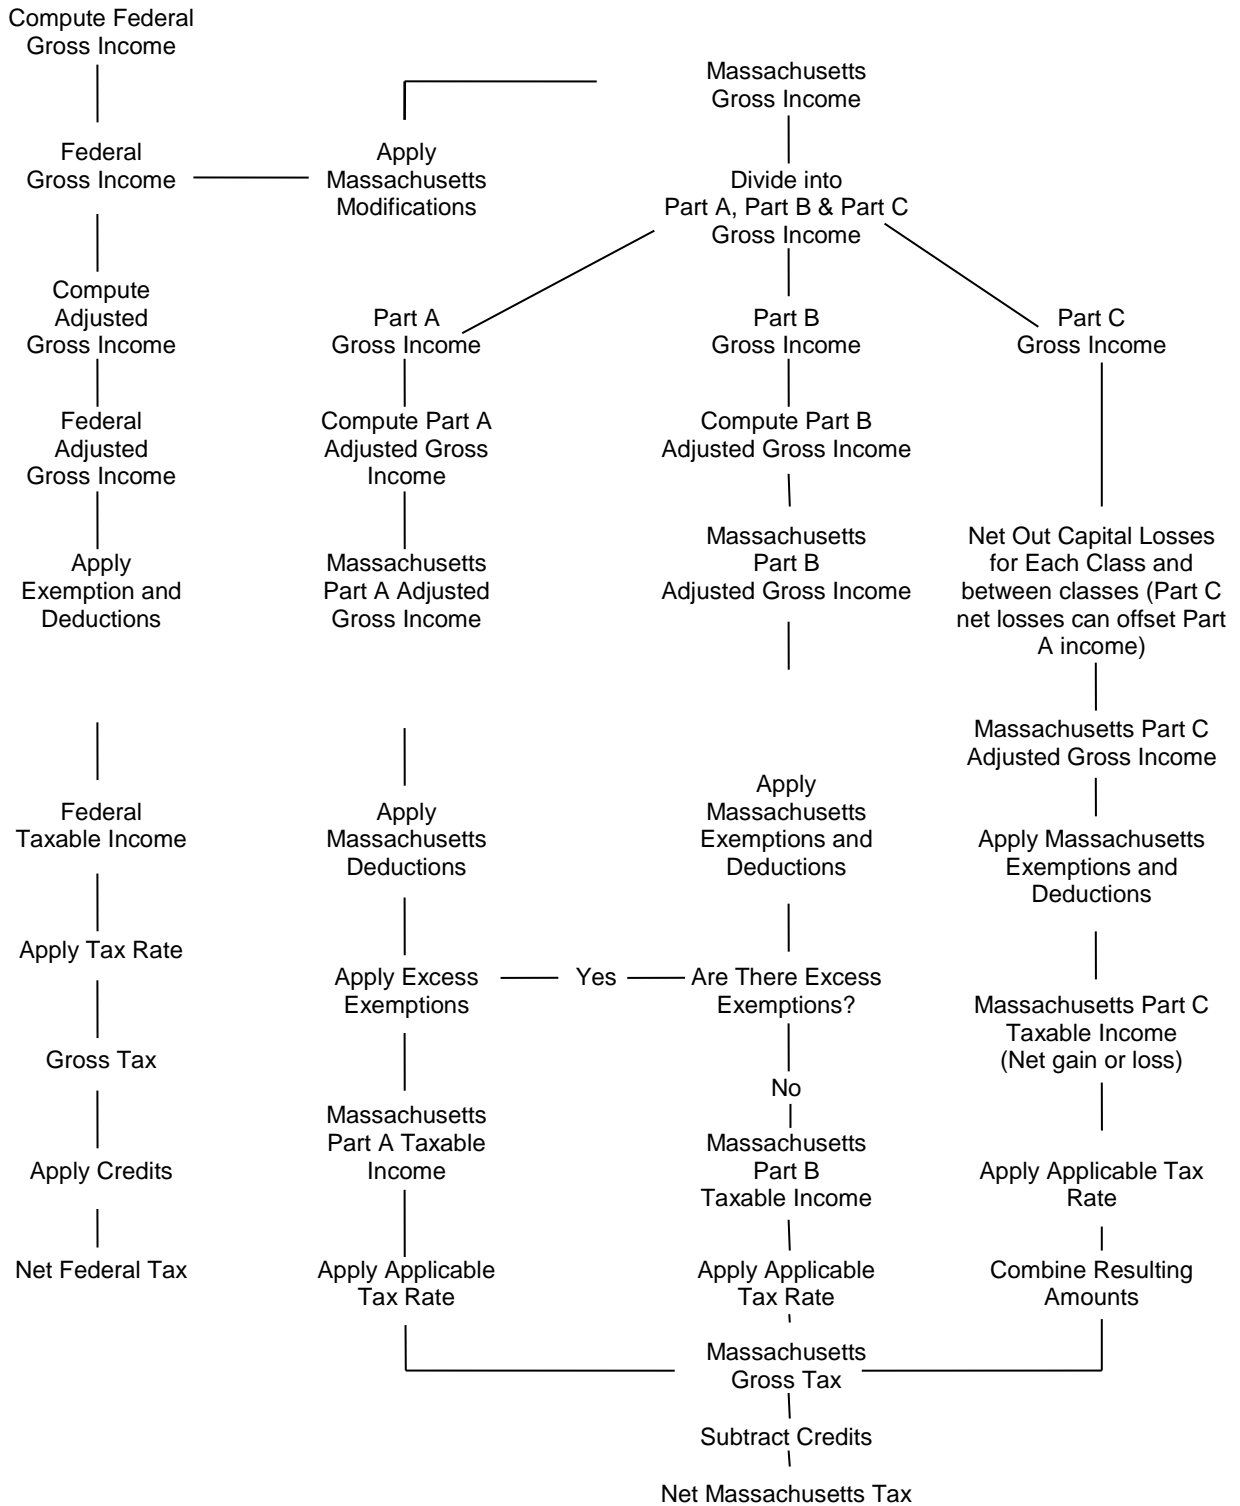 Compute Federal
Gross Income
Massachusetts
Gross Income
Federal
Gross Income
Apply
Massachusetts
Modifications
Divide into
Part A, Part B & Part C
Gross Income
Compute
Adjusted
Gross Income
Part A
Gross Income
Part B
Gross Income
Part C
Gross Income
Federal
Adjusted
Gross Income
Compute Part A
Adjusted Gross
Income
Compute Part B
Adjusted Gross Income
Apply
Exemption and
Deductions
Massachusetts
Part A Adjusted
Gross Income
Massachusetts
Part B
Adjusted Gross Income
Net Out Capital Losses
for Each Class and
between classes (Part C
net losses can offset Part
A income)
Massachusetts Part C
Adjusted Gross Income
Federal
Taxable Income
Apply
Massachusetts
Deductions
Apply
Massachusetts
Exemptions and
Deductions
Apply Massachusetts
Exemptions and
Deductions
Apply Tax Rate
Apply Excess
Exemptions
Yes
Are There Excess
Exemptions?
Massachusetts Part C
Taxable Income
(Net gain or loss)
Gross Tax
No
Massachusetts
Part A Taxable
Income
Massachusetts
Part B
Taxable Income
Apply Credits
Apply Applicable Tax
Rate
Net Federal Tax
Apply Applicable
Tax Rate
Apply Applicable
Tax Rate
Combine Resulting
Amounts
Massachusetts
Gross Tax
Subtract Credits
Net Massachusetts Tax